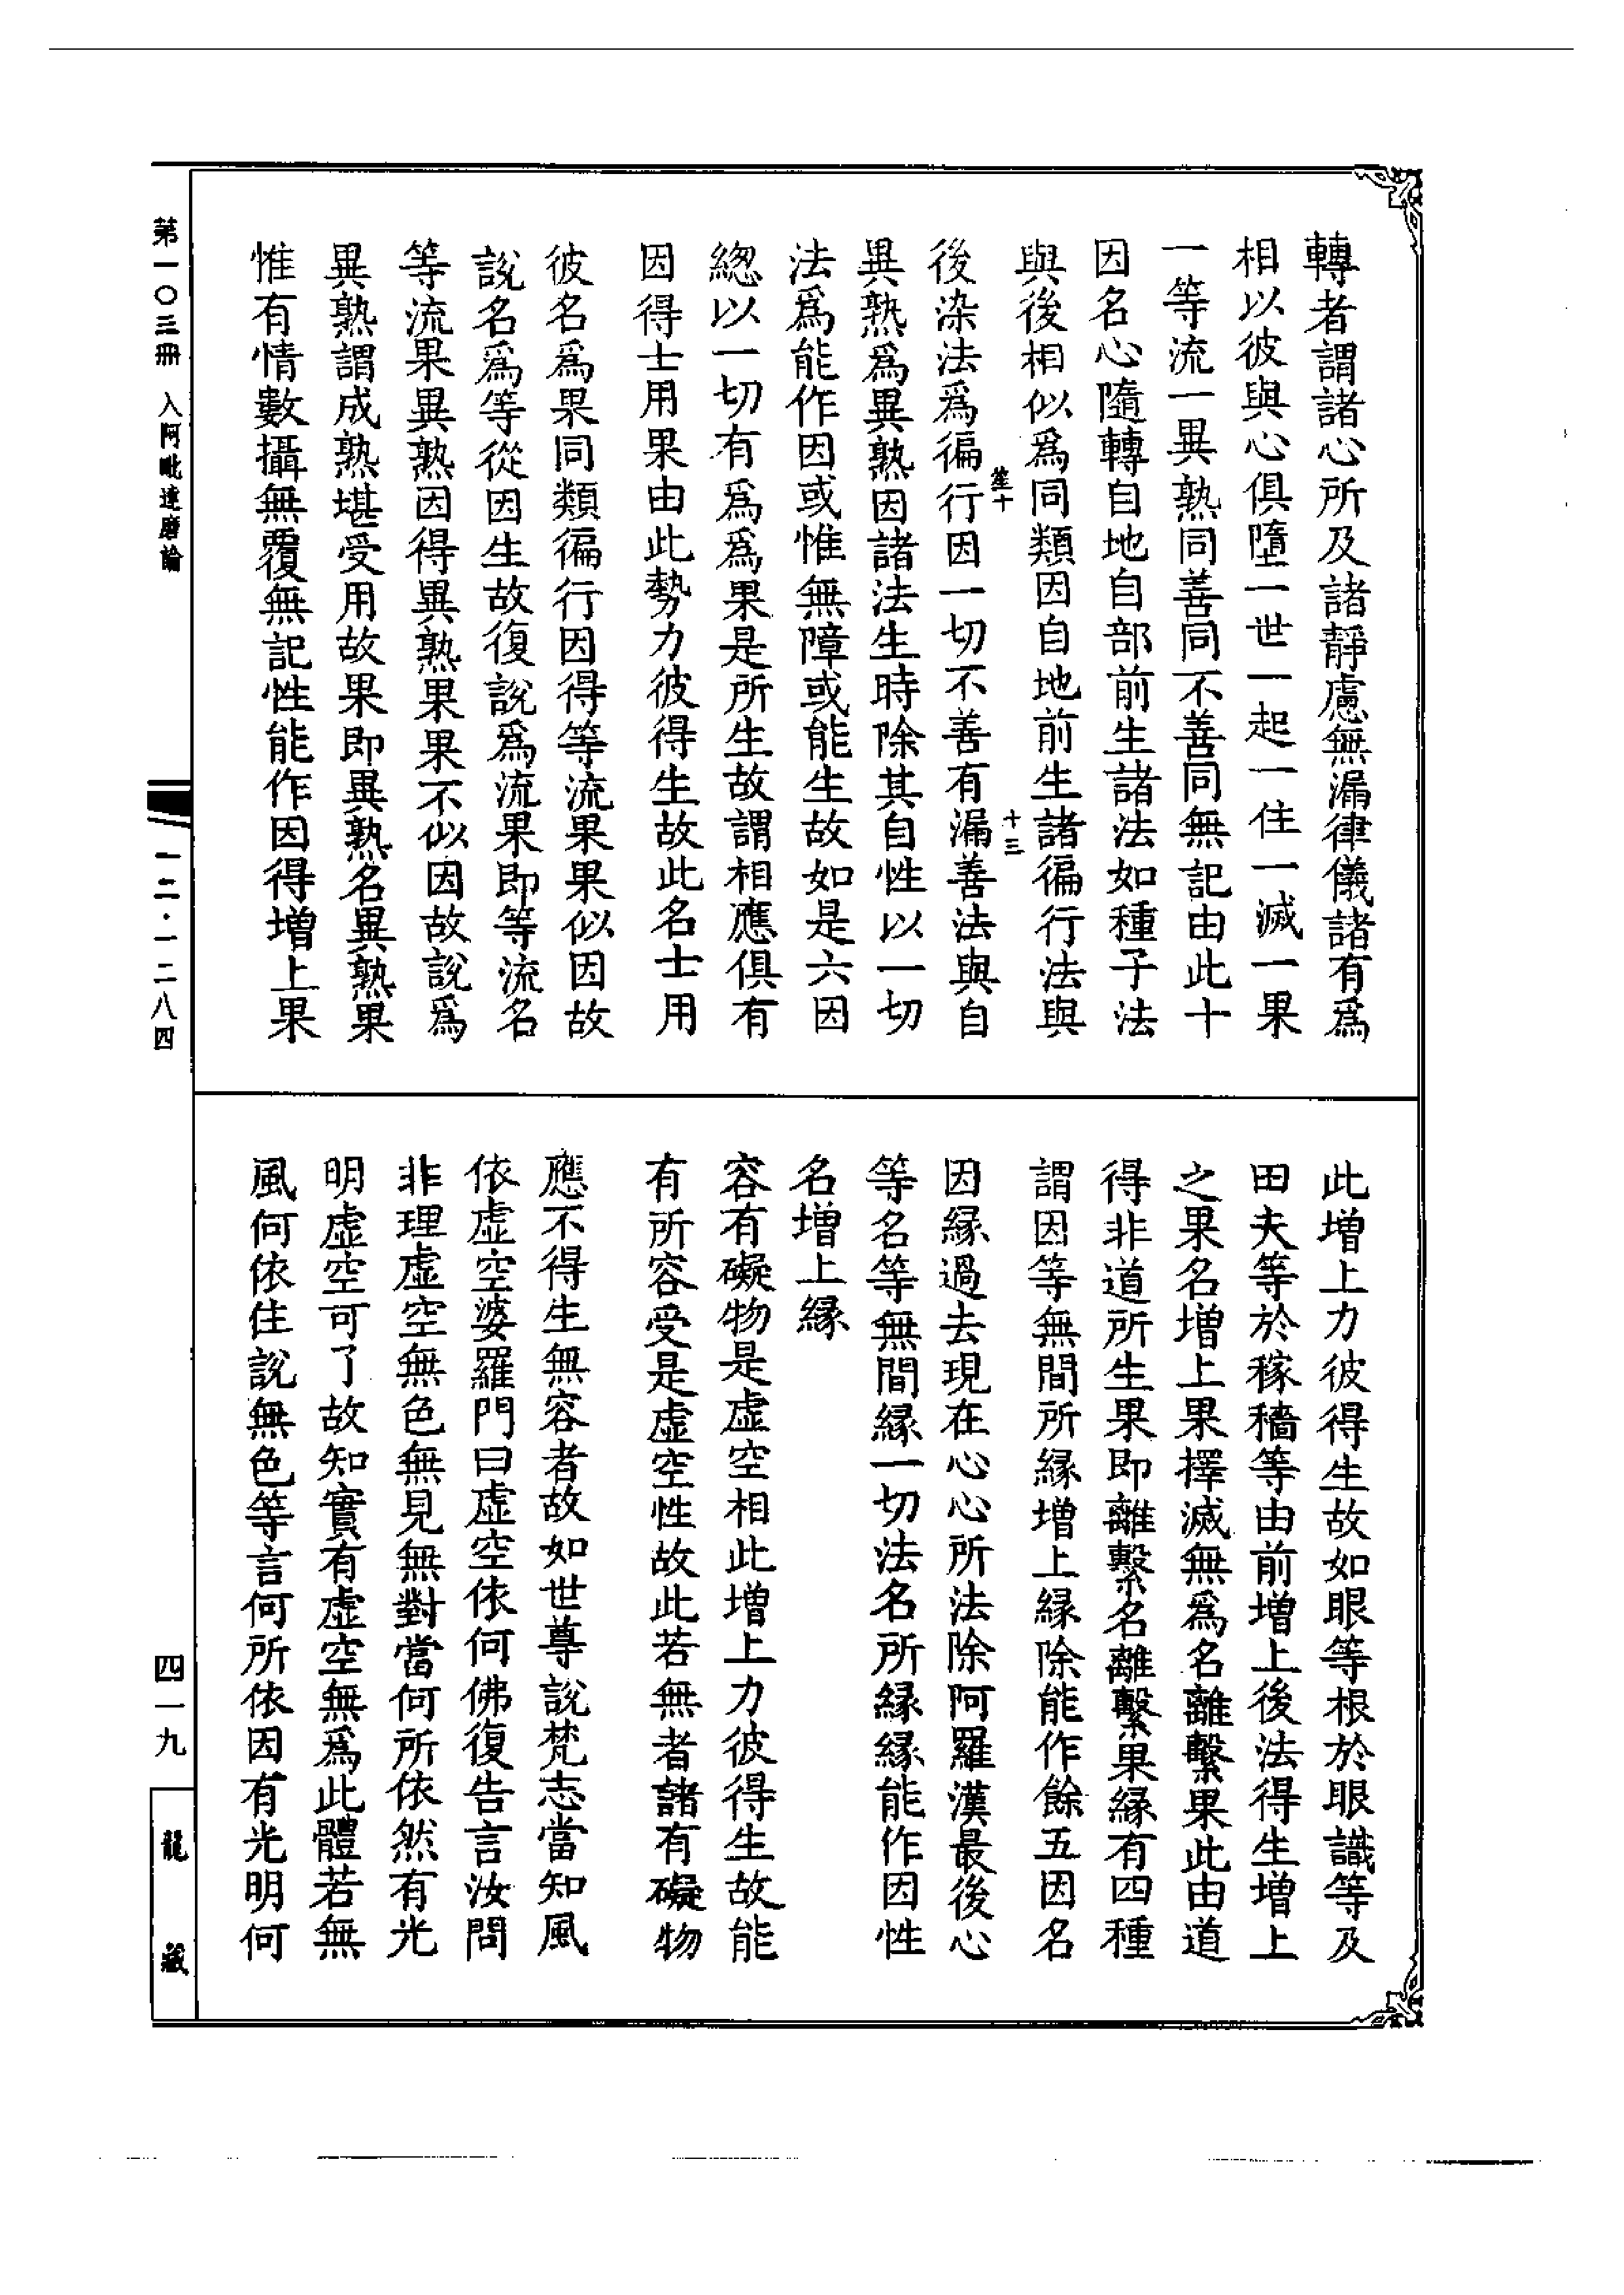 轉者謂諸心所及諸靜慮無漏律儀諸有爲
相以彼與心俱墮一世一起一住一滅一果
一等流一異熟同善同不善同無記由此十
因名心隨轉自地自部前生諸法如種子法
與後相似爲同類因自地前生諸徧行法與
笙十
十三
後染法爲徧行因一切不善有漏善法與自
異熟爲異熟因諸法生時除其自性以一切
法爲能作因或惟無障或能生故如是六因
總以一切有爲爲果是所生故謂相應俱有
因得士用果由此勢力彼得生故此名士用
彼名爲果同類徧行因得等流果果似因故
說名爲等從因生故復說爲流果即等流名
等流果異熟因得異熟果果不似因故說爲
異熟謂成熟堪受用故果即異熟名異熟果
惟有情數攝無覆無記性能作因得增上果
此增上力彼得生故如眼等根於眼識等及
田夫等於稼穡等由前增上後法得生增上
之果名增上果擇滅無爲名離繫果此由道
得非道所生果即離繫名離繫果緣有四種
謂因等無間所緣增上緣除能作餘五因名
因緣過去現在心心所法除阿羅漢最後心
等名等無間緣一切法名所緣緣能作因性
名增上緣
容有礙物是虛空相此增上力彼得生故能
有所容受是虛空性故此若無者諸有礙物
應不得生無容者故如世尊說梵志當知風
依虛空婆羅門曰虛空依何佛復告言汝問
非理虛空無色無見無對當何所依然有光
明虛空可了故知實有虛空無爲此體若無
風何依住說無色等言何所依因有光明何
第一〇三冊 入阿毗達磨論
一二·一二八四
四一九
龍藏